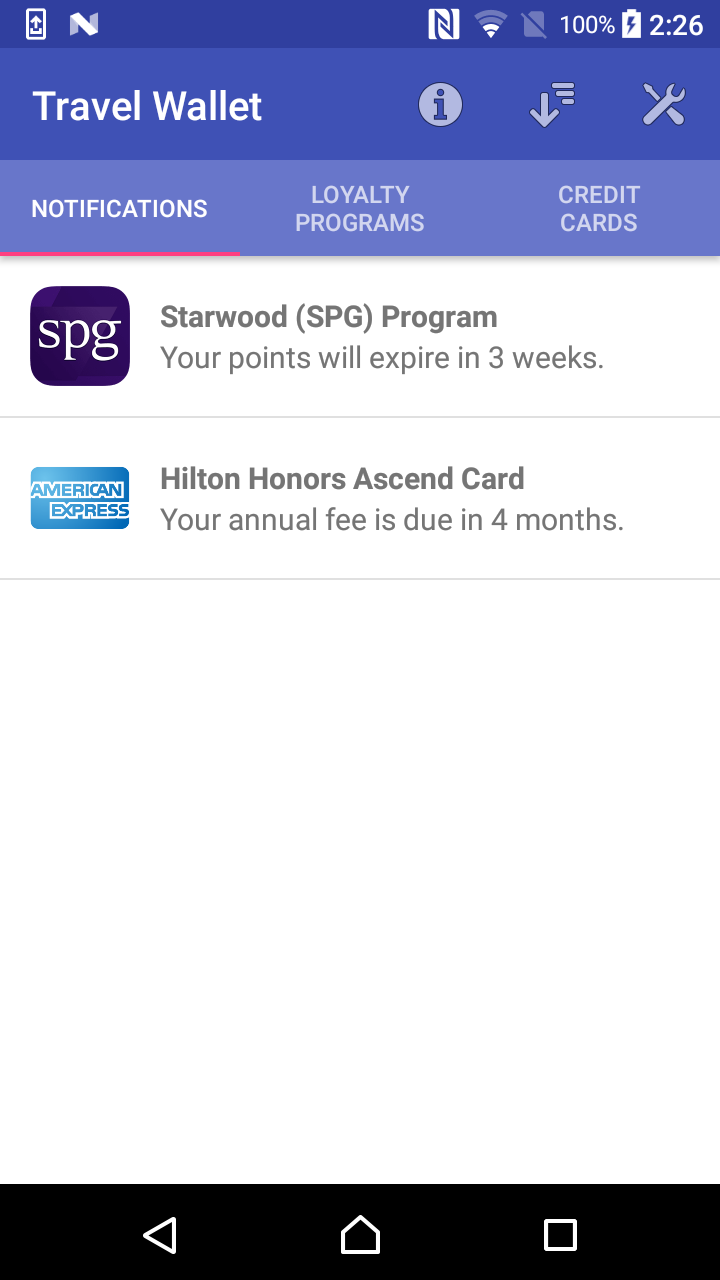 100% 2:26
Travel Wallet
NOTIFICATIONS
LOYALTY
PROGRAMS
CREDIT
CARDS
spg
Starwood (SPG) Program
Your points will expire in 3 weeks.
AMERICAN
EXPRESS
Hilton Honors Ascend Card
Your annual fee is due in 4 months.